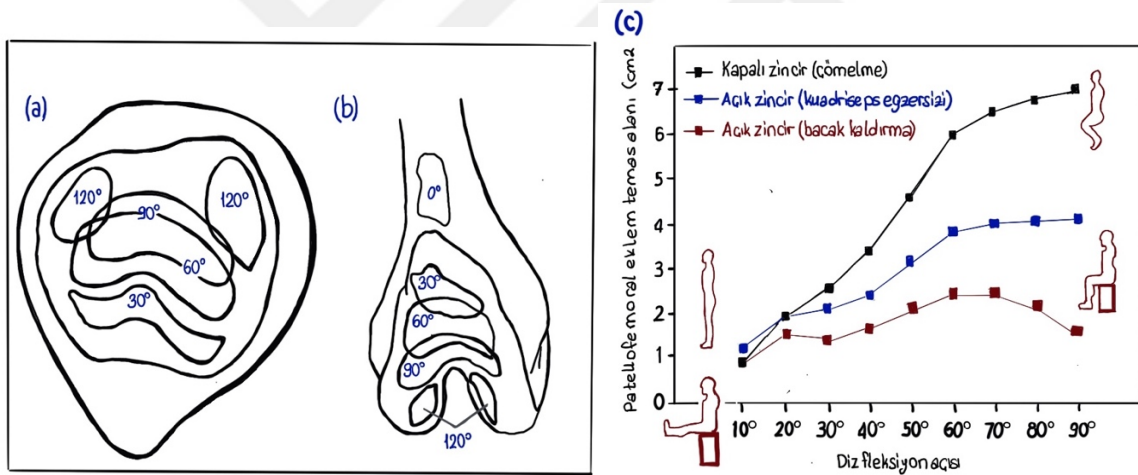 (a)
120°
120°
90°
60°
30°
(b)
0°
30°
60°
90°
120°
(c)
Patellofemoral eklem temas alanı (cm2
7
6
5
4
3
2
1
0
Kapalı zincir (çömelme)
Açık zincir (kuadriseps egzersizi)
Açık zincir (bacak kaldırma)
10° 20° 30° 40° 50° 60° 70° 80° 90°
Diz fleksiyon açısı